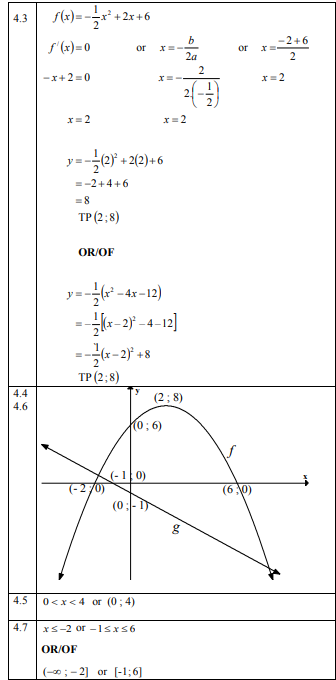 4.3 f(x) = -1/2 x² + 2x + 6
f′(x) = 0 or x = -b/2a or x = (-2+6)/2
-x + 2 = 0 x = -2/(2(-1/2)) x = 2
x = 2 x = 2
y = -1/2 (2)² + 2(2) + 6
= -2 + 4 + 6
= 8
TP (2 ; 8)
OR/OF
y = -1/2 (x² - 4x - 12)
= -1/2 [(x - 2)² - 4 - 12]
= -1/2 (x - 2)² + 8
TP (2 ; 8)
4.4
4.6
y
(2 ; 8)
(0 ; 6)
f
(- 1 ; 0)
x
(- 2 ; 0)
(6 ; 0)
(0 ; - 1)
g
4.5 0 < x < 4 or (0 ; 4)
4.7 x ≤ -2 or -1 ≤ x ≤ 6
OR/OF
(-∞ ; - 2] or [-1;6]